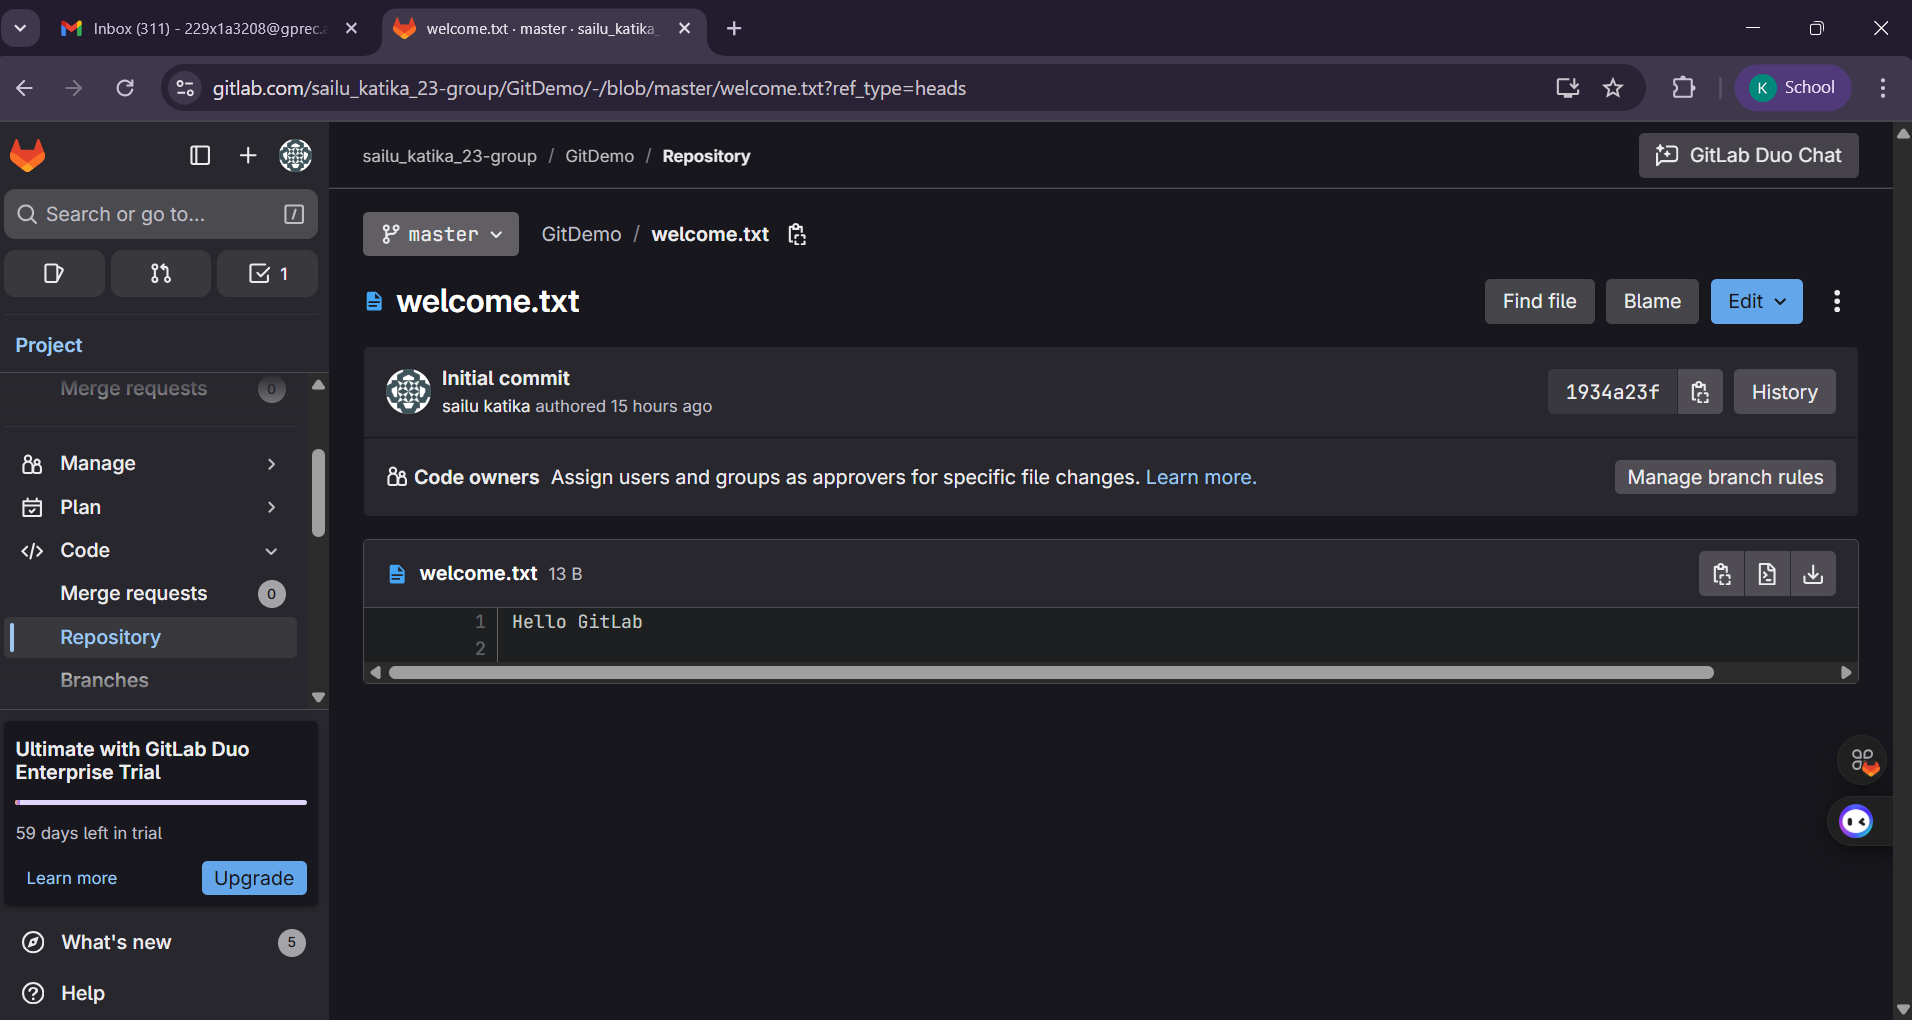 Inbox (311) - 229x1a3208@gprec.a
welcome.txt · master · sailu_katika_
gitlab.com/sailu_katika_23-group/GitDemo/-/blob/master/welcome.txt?ref_type=heads
K School
sailu_katika_23-group / GitDemo / Repository
GitLab Duo Chat
Search or go to... /
1
master
GitDemo / welcome.txt
welcome.txt
Find file
Blame
Edit
Project
Merge requests 0
Initial commit
sailu katika authored 15 hours ago
1934a23f
History
Manage
Plan
Code
Merge requests 0
Repository
Branches
Code owners Assign users and groups as approvers for specific file changes. Learn more.
Manage branch rules
welcome.txt 13 B
1 Hello GitLab
2
Ultimate with GitLab Duo
Enterprise Trial
59 days left in trial
Learn more
Upgrade
What's new 5
Help